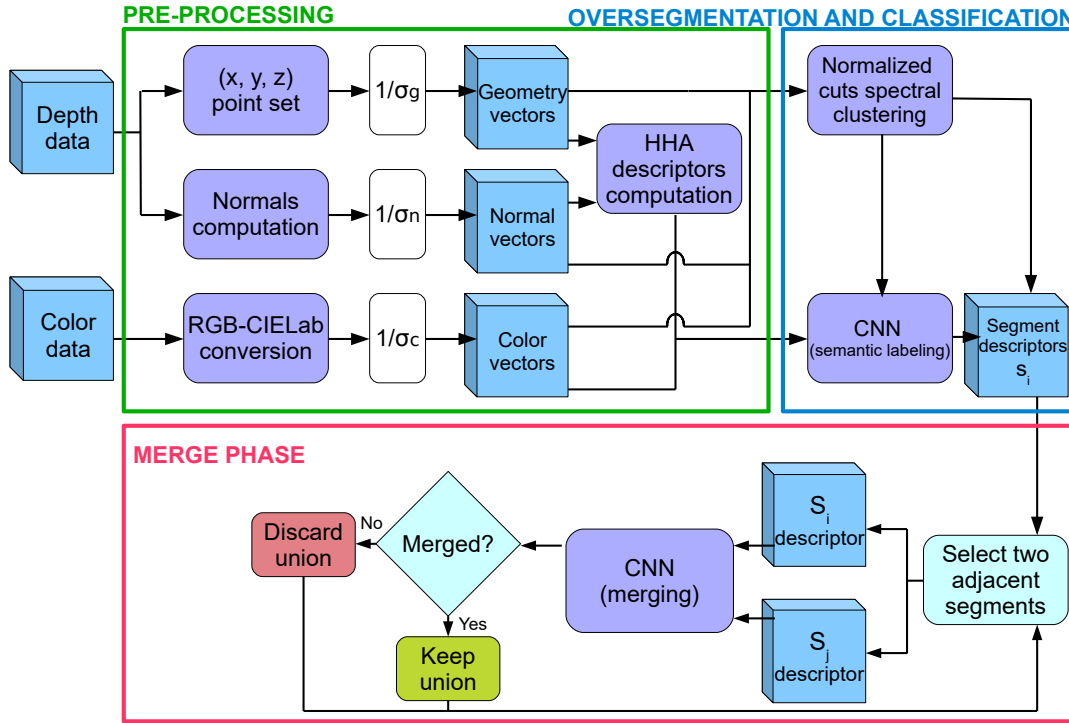 PRE-PROCESSING
OVERSEGMENTATION AND CLASSIFICATION
Depth
data
(x, y, z)
point set
1/σg
Geometry
vectors
Normalized
cuts spectral
clustering
HHA
descriptors
computation
Normals
computation
1/σn
Normal
vectors
Color
data
RGB-CIELab
conversion
1/σc
Color
vectors
CNN
(semantic labeling)
Segment
descriptors
s_i
MERGE PHASE
Discard
union
No
Merged?
Yes
Keep
union
CNN
(merging)
S_i
descriptor
S_j
descriptor
Select two
adjacent
segments